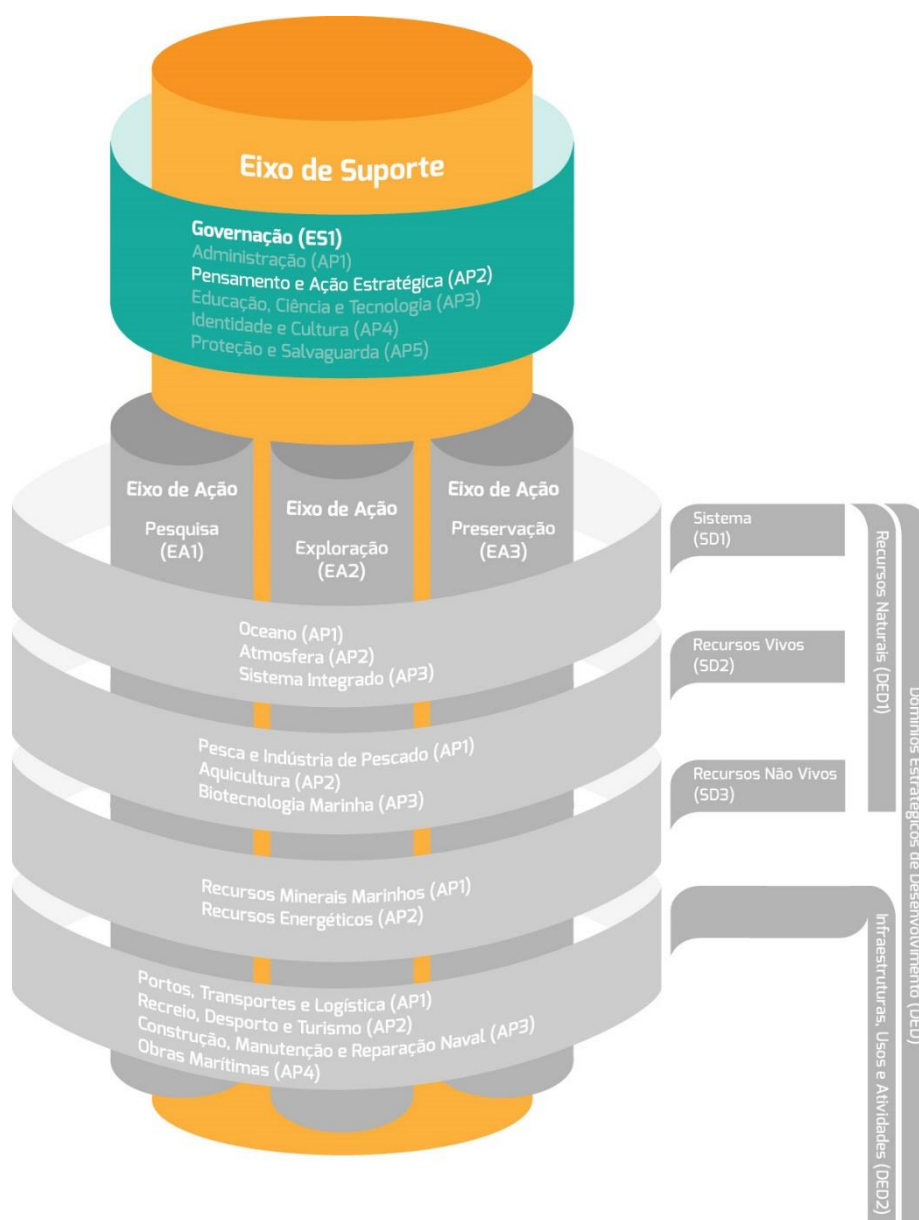 Eixo de Suporte
Governação (ES1)
Administração (AP1)
Pensamento e Ação Estratégica (AP2)
Educação, Ciência e Tecnologia (AP3)
Identidade e Cultura (AP4)
Proteção e Salvaguarda (AP5)
Eixo de Ação
Pesquisa
(EA1)
Eixo de Ação
Exploração
(EA2)
Eixo de Ação
Preservação
(EA3)
Oceano (AP1)
Atmosfera (AP2)
Sistema Integrado (AP3)
Sistema
(SD1)
Pesca e Indústria de Pescado (AP1)
Aquicultura (AP2)
Biotecnologia Marinha (AP3)
Recursos Vivos
(SD2)
Recursos Minerais Marinhos (AP1)
Recursos Energéticos (AP2)
Recursos Não Vivos
(SD3)
Portos, Transportes e Logística (AP1)
Recreio, Desporto e Turismo (AP2)
Construção, Manutenção e Reparação Naval (AP3)
Obras Marítimas (AP4)
Recursos Naturais (DED1)
Infraestruturas, Usos e Atividades (DED2)
Domínios Estratégicos de Desenvolvimento (DED)